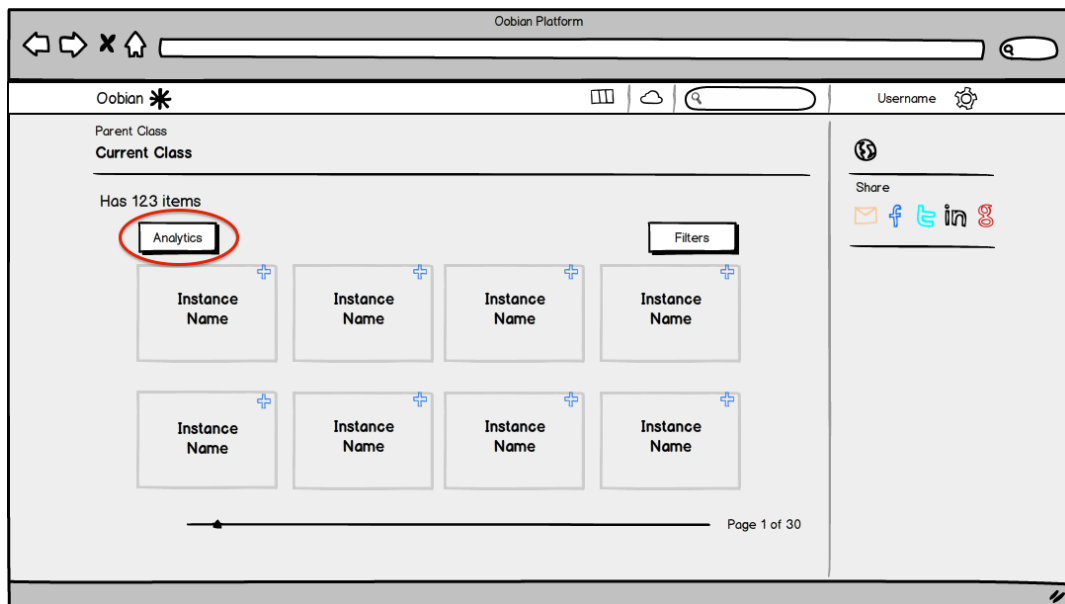 Oobian Platform
Oobian
Username
Parent Class
Current Class
Share
Has 123 items
Analytics
Filters
Instance
Name
Instance
Name
Instance
Name
Instance
Name
Instance
Name
Instance
Name
Instance
Name
Instance
Name
Page 1 of 30